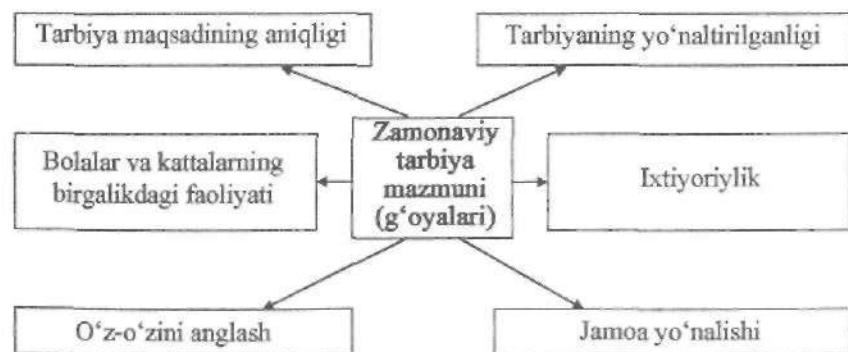 Tarbiya maqsadining aniqligi
Tarbiyaning yo‘naltirilganligi
Zamonaviy
tarbiya
mazmuni
(g‘oyalari)
Bolalar va kattalarning
birgalikdagi faoliyati
Ixtiyoriylik
O‘z-o‘zini anglash
Jamoa yo‘nalishi